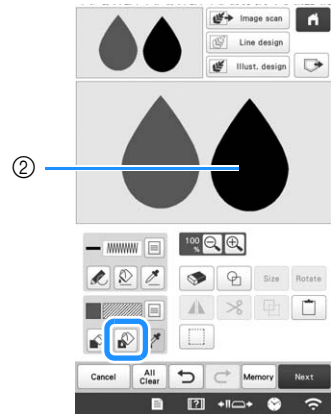 Image scan
Line design
Illust. design
②
100
%
Size
Rotate
Cancel
All
Clear
Memory
Next
?